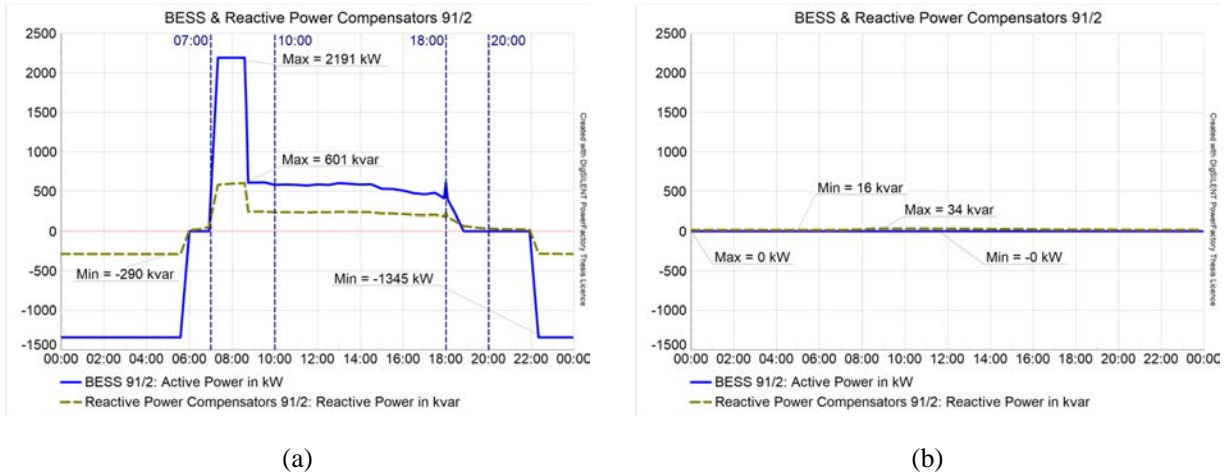 BESS & Reactive Power Compensators 91/2
2500
07:00
10:00
18:00
20:00
Max = 2191 kW
2000
1500
1000
Max = 601 kvar
500
0
Min = -290 kvar
Min = -1345 kW
-500
-1000
-1500
00:00 02:00 04:00 06:00 08:00 10:00 12:00 14:00 16:00 18:00 20:00 22:00 00:00
BESS 91/2: Active Power in kW
Reactive Power Compensators 91/2: Reactive Power in kvar
Created with DIgSILENT PowerFactory Thesis Licence
(a)
BESS & Reactive Power Compensators 91/2
2500
2000
1500
1000
500
Min = 16 kvar
Max = 34 kvar
0
Max = 0 kW
Min = -0 kW
-500
-1000
-1500
00:00 02:00 04:00 06:00 08:00 10:00 12:00 14:00 16:00 18:00 20:00 22:00 00:00
BESS 91/2: Active Power in kW
Reactive Power Compensators 91/2: Reactive Power in kvar
Created with DIgSILENT PowerFactory Thesis Licence
(b)